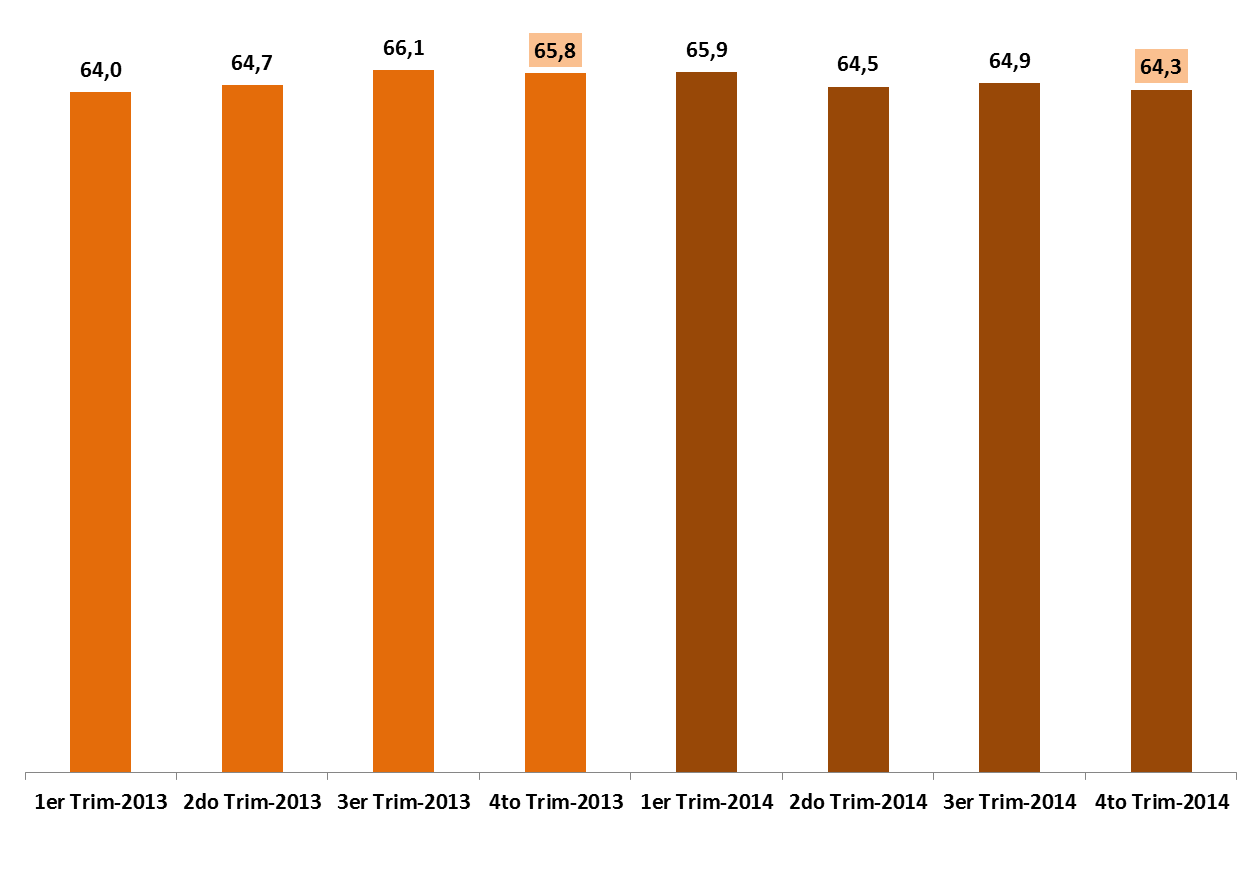 64,0
64,7
66,1
65,8
65,9
64,5
64,9
64,3
1er Trim-2013
2do Trim-2013
3er Trim-2013
4to Trim-2013
1er Trim-2014
2do Trim-2014
3er Trim-2014
4to Trim-2014